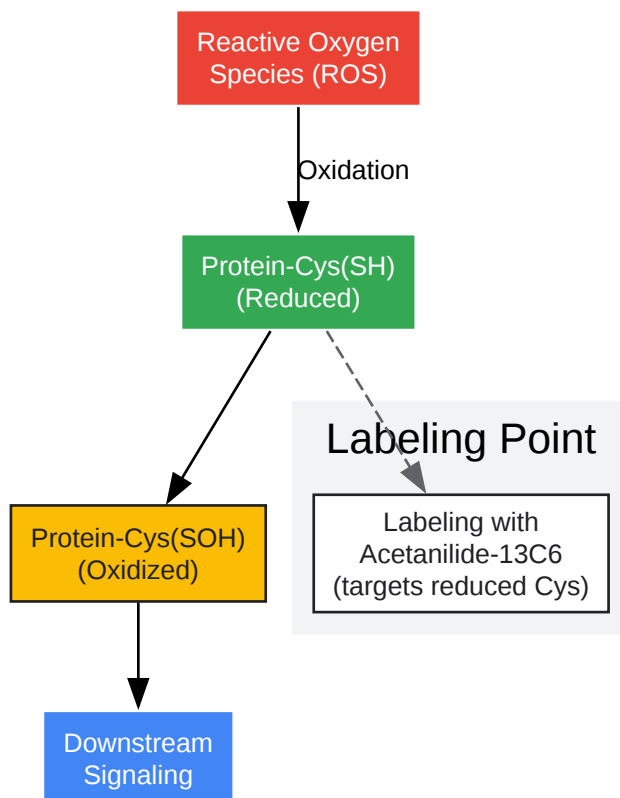 Reactive Oxygen
Species (ROS)
Oxidation
Protein-Cys(SH)
(Reduced)
Labeling Point
Labeling with
Acetanilide-13C6
(targets reduced Cys)
Protein-Cys(SOH)
(Oxidized)
Downstream
Signaling